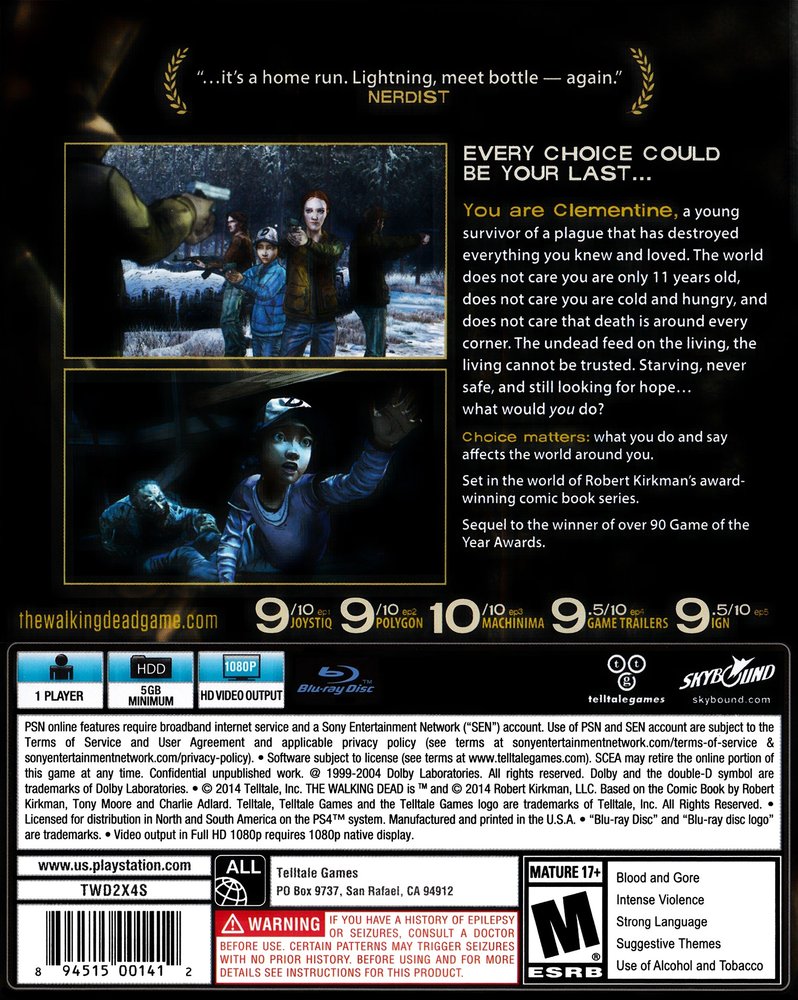 “...it’s a home run. Lightning, meet bottle — again.”
NERDIST
EVERY CHOICE COULD
BE YOUR LAST...
You are Clementine, a young
survivor of a plague that has destroyed
everything you knew and loved. The world
does not care you are only 11 years old,
does not care you are cold and hungry, and
does not care that death is around every
corner. The undead feed on the living, the
living cannot be trusted. Starving, never
safe, and still looking for hope...
what would you do?
Choice matters: what you do and say
affects the world around you.
Set in the world of Robert Kirkman’s award-
winning comic book series.
Sequel to the winner of over 90 Game of the
Year Awards.
thewalkingdeadgame.com
9/10 ep1 JOYSTIQ
9/10 ep2 POLYGON
10/10 ep3 MACHINIMA
9.5/10 ep4 GAME TRAILERS
9.5/10 ep5 IGN
1 PLAYER
HDD
5GB
MINIMUM
1080P
HD VIDEO OUTPUT
Blu-ray Disc™
ttg
telltalegames
SKYBOUND
skybound.com
PSN online features require broadband internet service and a Sony Entertainment Network (“SEN”) account. Use of PSN and SEN account are subject to the
Terms of Service and User Agreement and applicable privacy policy (see terms at sonyentertainmentnetwork.com/terms-of-service &
sonyentertainmentnetwork.com/privacy-policy). • Software subject to license (see terms at www.telltalegames.com). SCEA may retire the online portion of
this game at any time. Confidential unpublished work. @ 1999-2004 Dolby Laboratories. All rights reserved. Dolby and the double-D symbol are
trademarks of Dolby Laboratories. • © 2014 Telltale, Inc. THE WALKING DEAD is ™ and © 2014 Robert Kirkman, LLC. Based on the Comic Book by Robert
Kirkman, Tony Moore and Charlie Adlard. Telltale, Telltale Games and the Telltale Games logo are trademarks of Telltale, Inc. All Rights Reserved. •
Licensed for distribution in North and South America on the PS4™ system. Manufactured and printed in the U.S.A. • “Blu-ray Disc” and “Blu-ray disc logo”
are trademarks. • Video output in Full HD 1080p requires 1080p native display.
www.us.playstation.com
TWD2X4S
8 94515 00141 2
ALL
Telltale Games
PO Box 9737, San Rafael, CA 94912
WARNING IF YOU HAVE A HISTORY OF EPILEPSY
OR SEIZURES, CONSULT A DOCTOR
BEFORE USE. CERTAIN PATTERNS MAY TRIGGER SEIZURES
WITH NO PRIOR HISTORY. BEFORE USING AND FOR MORE
DETAILS SEE INSTRUCTIONS FOR THIS PRODUCT.
MATURE 17+
M®
ESRB
Blood and Gore
Intense Violence
Strong Language
Suggestive Themes
Use of Alcohol and Tobacco